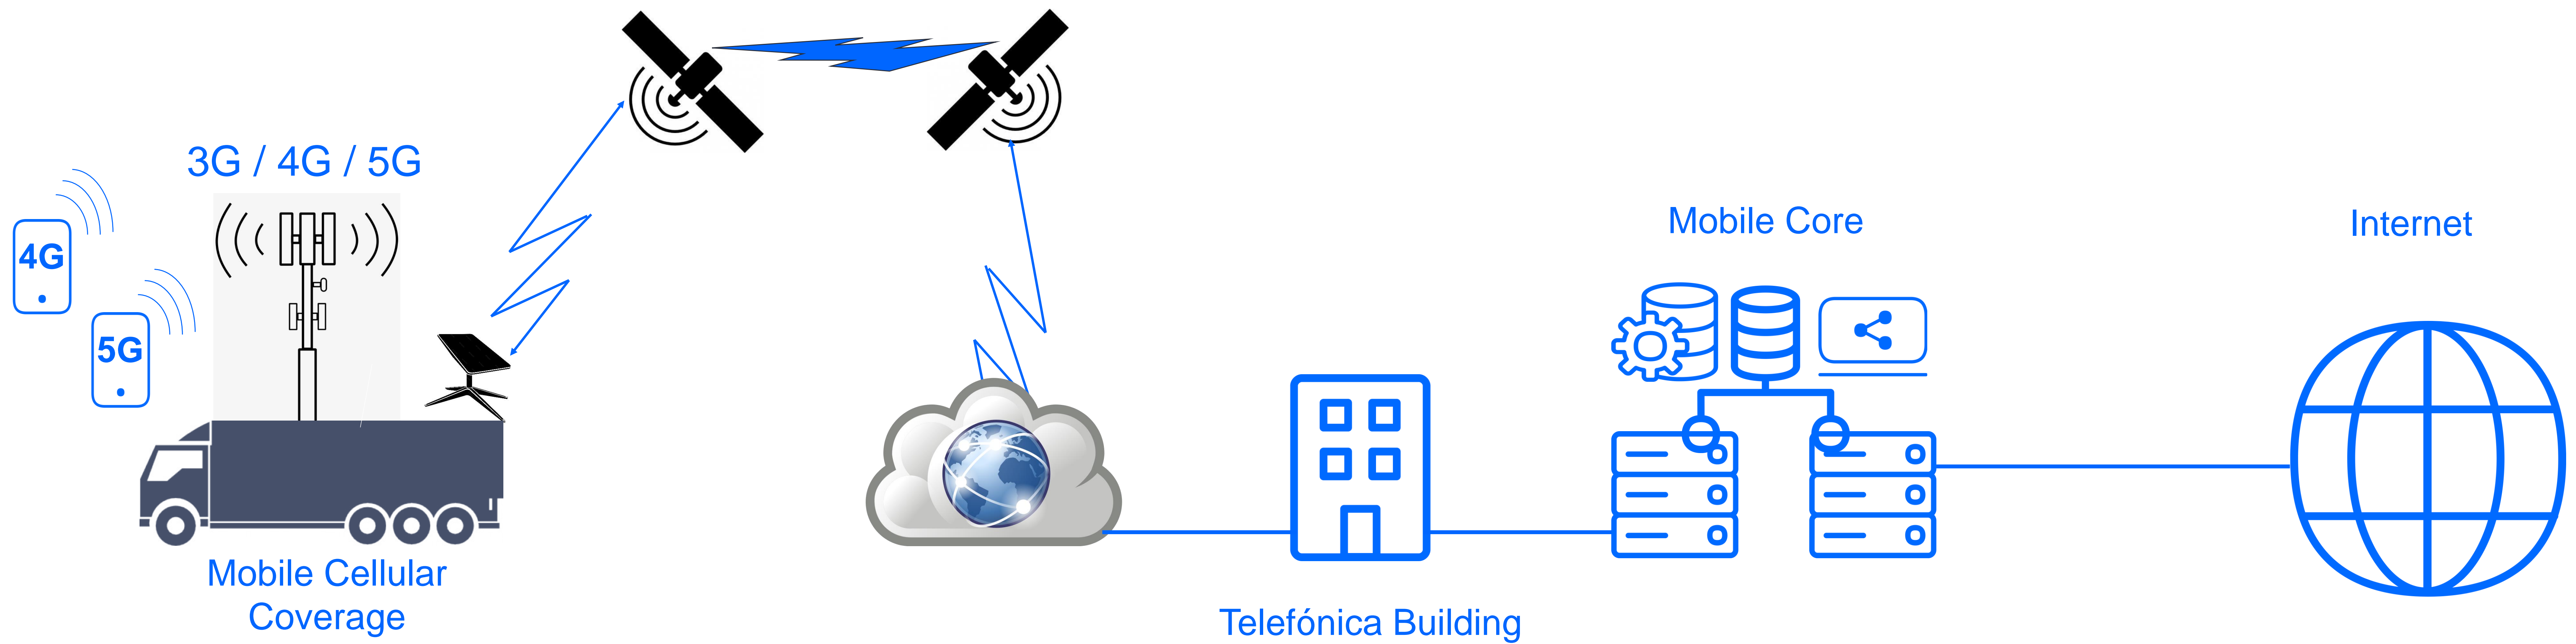 3G / 4G / 5G
4G
5G
Mobile Cellular
Coverage
Telefónica Building
Mobile Core
Internet